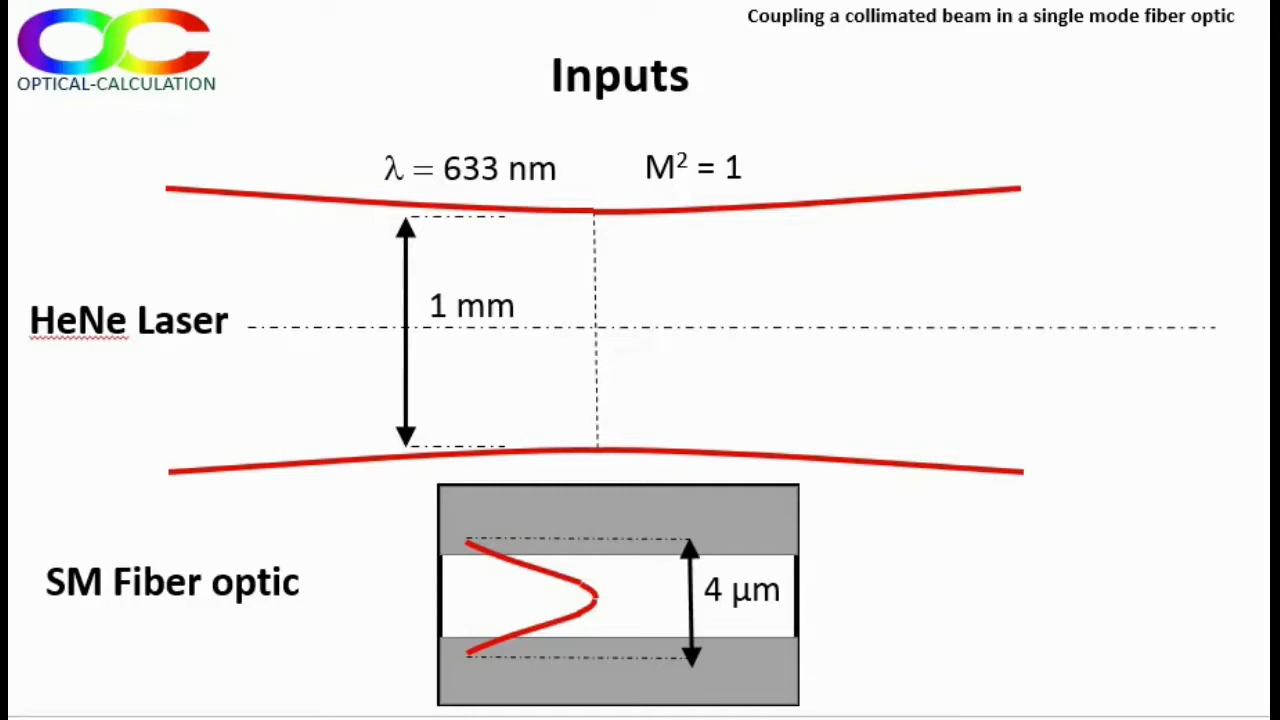 Coupling a collimated beam in a single mode fiber optic
OC
OPTICAL-CALCULATION
Inputs
λ = 633 nm
M² = 1
1 mm
HeNe Laser
SM Fiber optic
4 μm